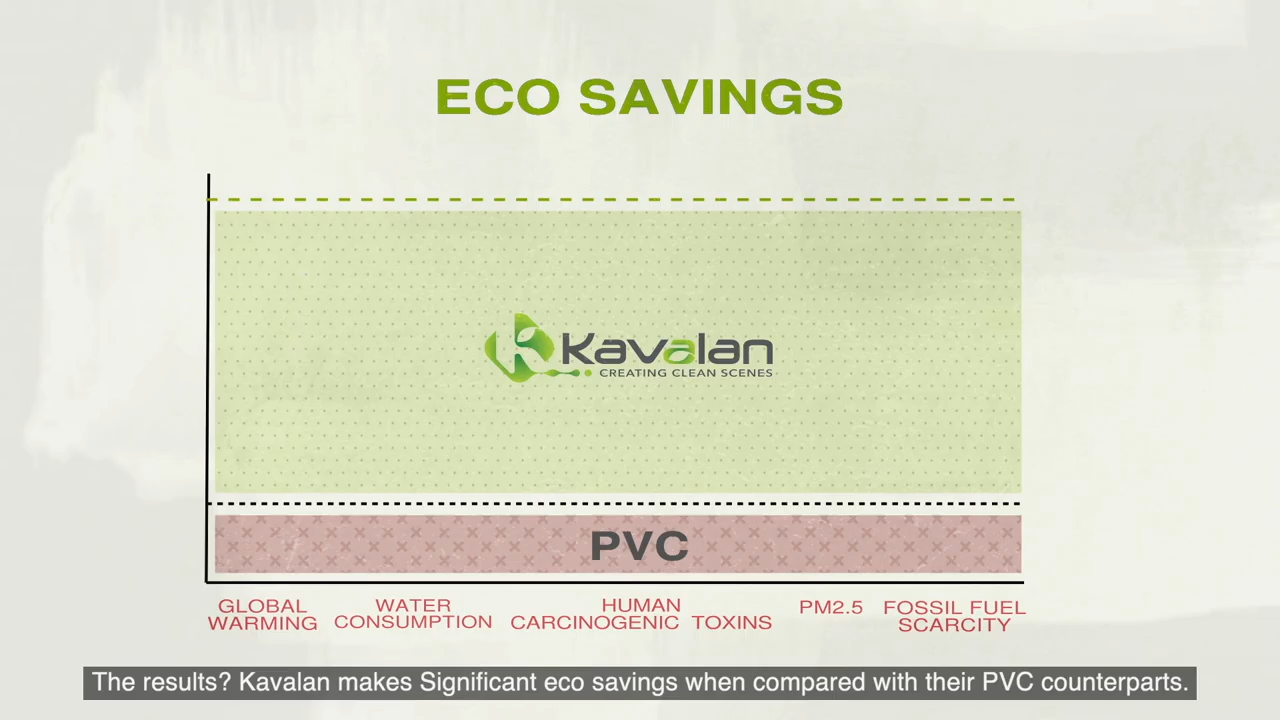 ECO SAVINGS
Kavalan
CREATING CLEAN SCENES
PVC
GLOBAL
WARMING
WATER
CONSUMPTION
HUMAN
CARCINOGENIC TOXINS
PM2.5
FOSSIL FUEL
SCARCITY
The results? Kavalan makes Significant eco savings when compared with their PVC counterparts.